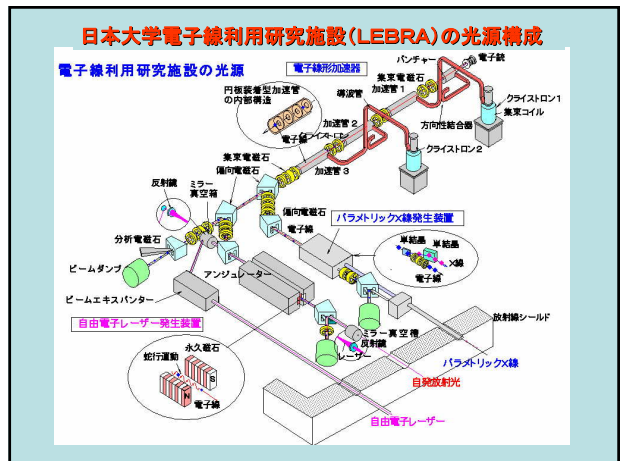 日本大学電子線利用研究施設(LEBRA)の光源構成
電子線利用研究施設の光源
電子線形加速器
バンチャー
電子銃
集束電磁石
加速管1
導波管
円板装着型加速管
の内部構造
電子線
加速管2
クライストロン1
集束コイル
方向性結合器
クライストロン2
加速管3
集束電磁石
偏向電磁石
反射鏡
ミラー
真空箱
偏向電磁石
電子線
パラメトリックX線発生装置
分析電磁石
単結晶
単結晶
X線
電子線
ビームダンプ
アンジュレーター
ビームエキスパンター
自由電子レーザー発生装置
放射線シールド
ミラー真空槽
反射鏡
レーザー
永久磁石
蛇行運動
S
N
電子線
パラメトリックX線
自発放射光
自由電子レーザー